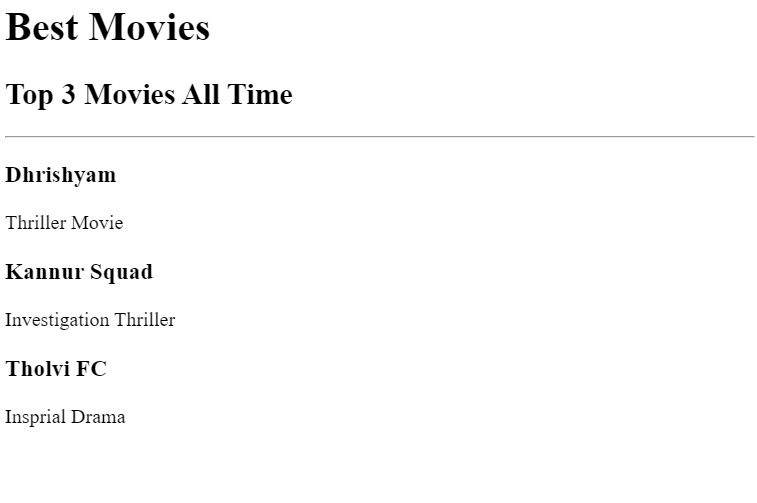 Best Movies
Top 3 Movies All Time
Dhrishyam
Thriller Movie
Kannur Squad
Investigation Thriller
Tholvi FC
Insprial Drama